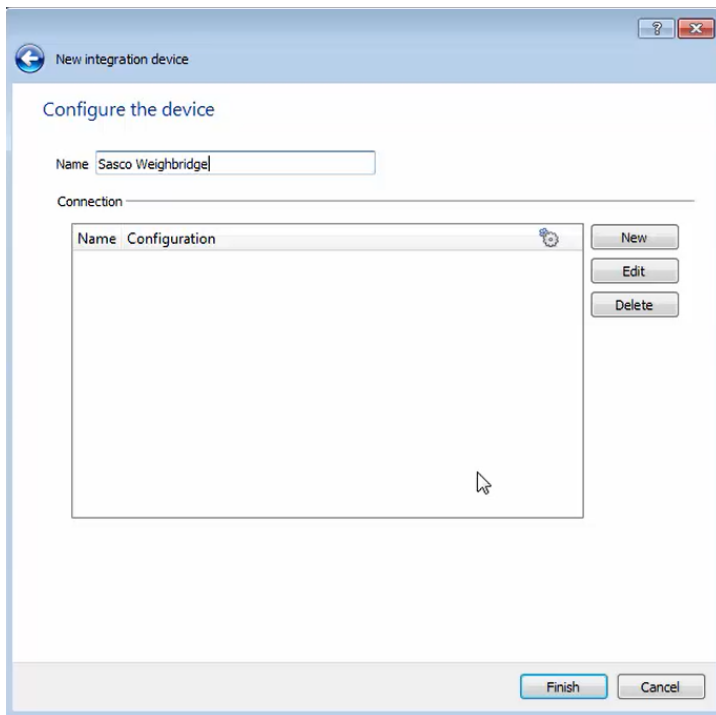 ?
New integration device
Configure the device
Name Sasco Weighbridge
Connection
Name Configuration
New
Edit
Delete
Finish Cancel